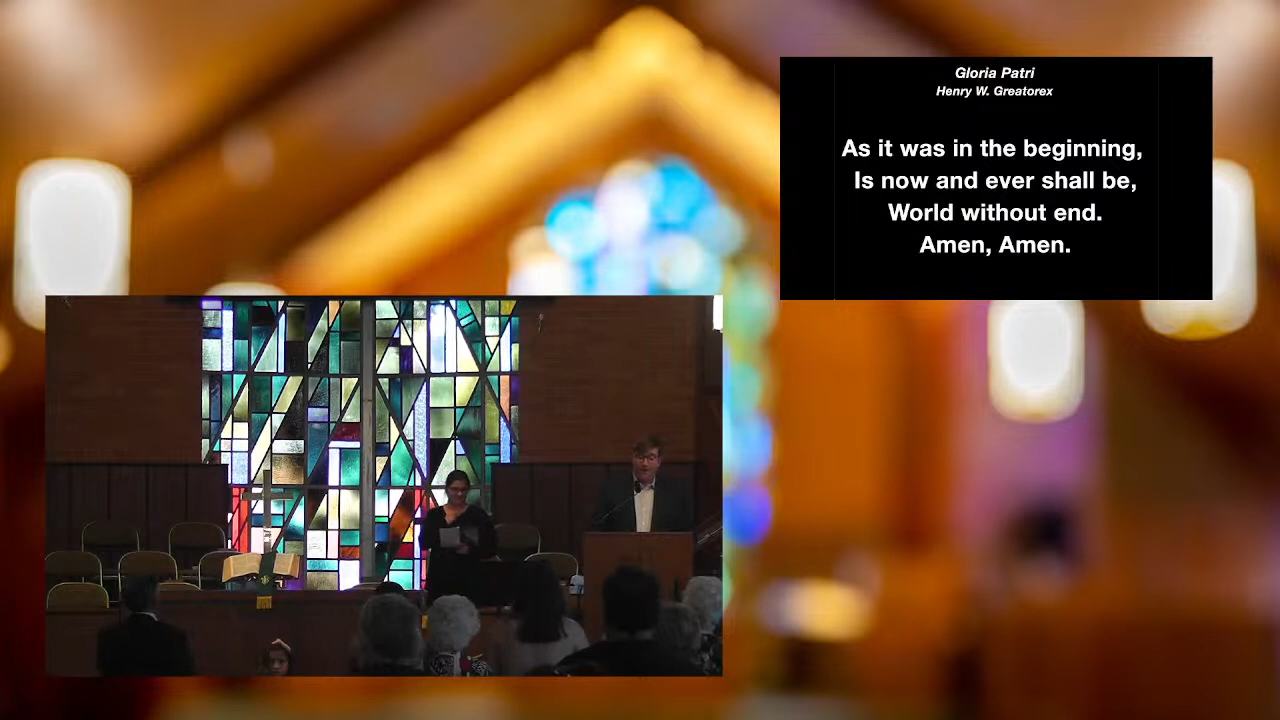 Gloria Patri
Henry W. Greatorex
As it was in the beginning,
Is now and ever shall be,
World without end.
Amen, Amen.